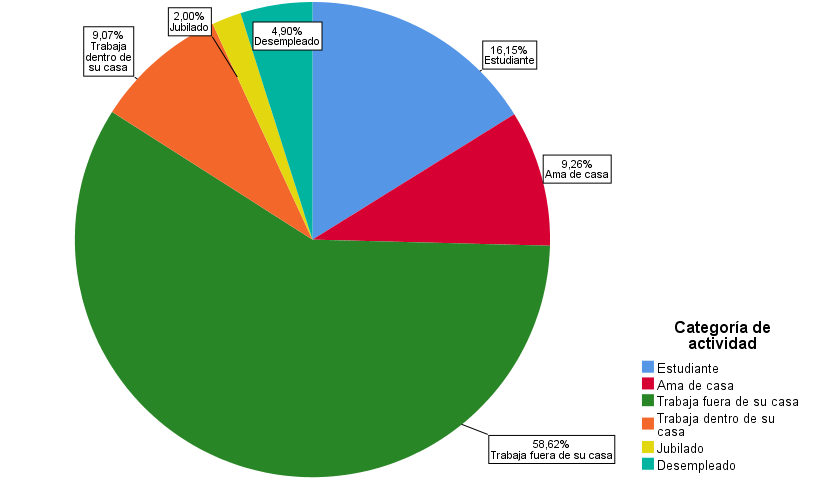 2,00%
Jubilado
4,90%
Desempleado
9,07%
Trabaja
dentro de
su casa
16,15%
Estudiante
9,26%
Ama de casa
58,62%
Trabaja fuera de su casa
Categoría de
actividad
Estudiante
Ama de casa
Trabaja fuera de su casa
Trabaja dentro de su
casa
Jubilado
Desempleado